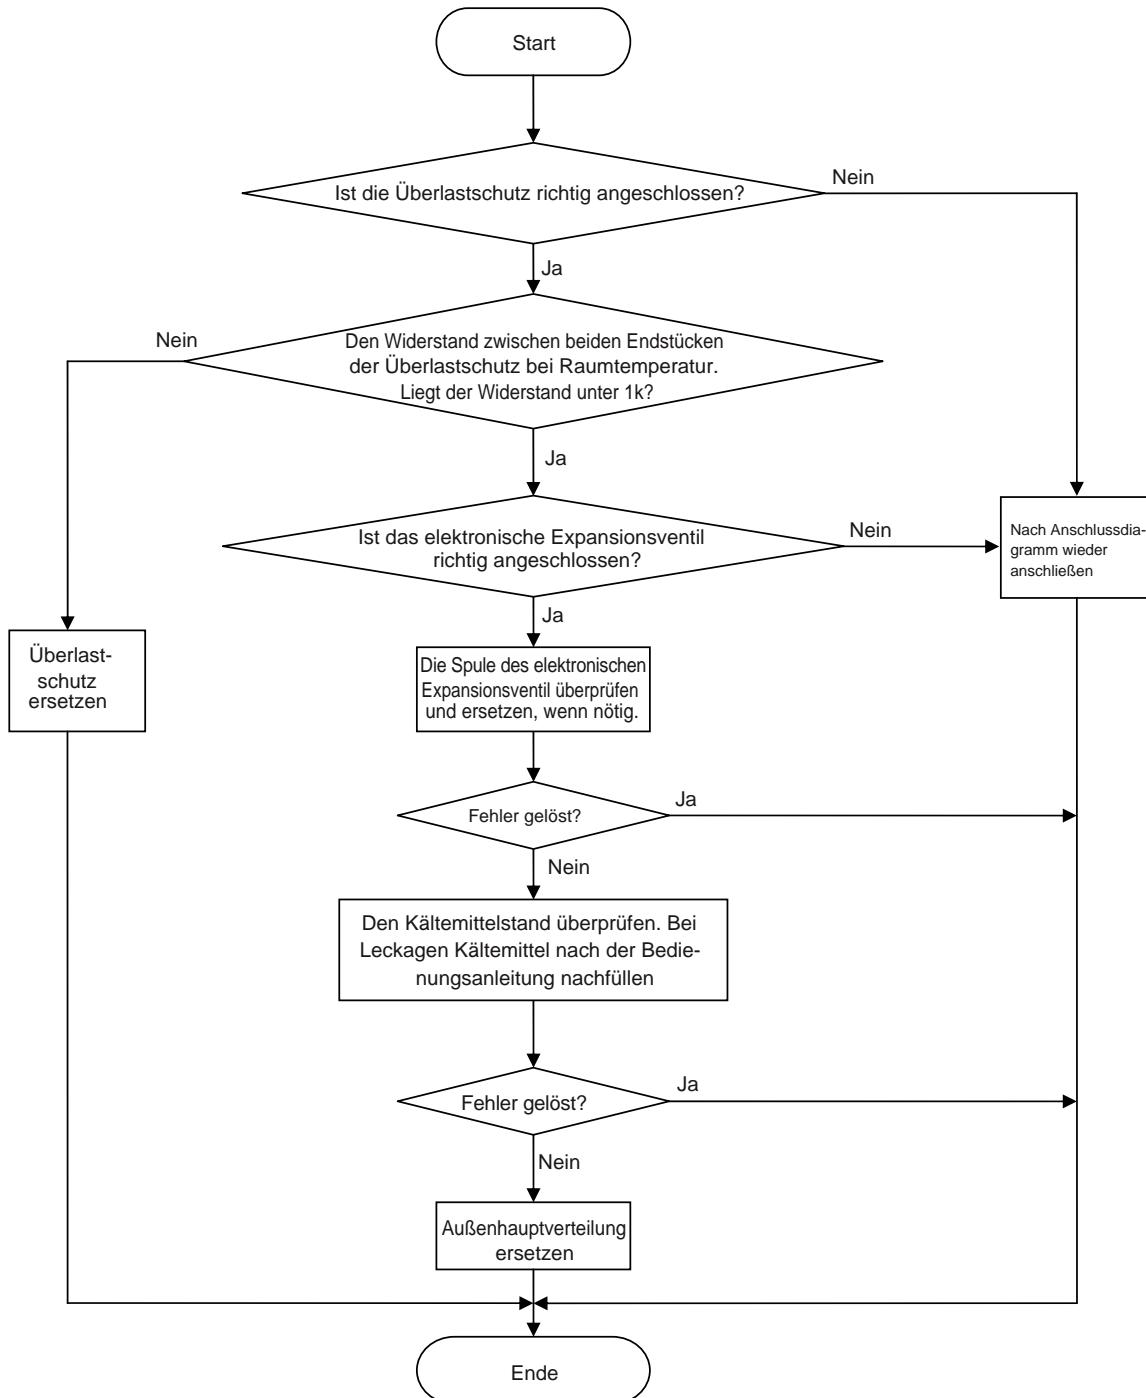 Start
Ist die Überlastschutz richtig angeschlossen?
Nein
Ja
Nein
Den Widerstand zwischen beiden Endstücken
der Überlastschutz bei Raumtemperatur.
Liegt der Widerstand unter 1k?
Ja
Ist das elektronische Expansionsventil
richtig angeschlossen?
Nein
Nach Anschlussdia-
gramm wieder
anschließen
Ja
Überlast-
schutz
ersetzen
Die Spule des elektronischen
Expansionsventil überprüfen
und ersetzen, wenn nötig.
Fehler gelöst?
Ja
Nein
Den Kältemittelstand überprüfen. Bei
Leckagen Kältemittel nach der Bedie-
nungsanleitung nachfüllen
Fehler gelöst?
Ja
Nein
Außenhauptverteilung
ersetzen
Ende